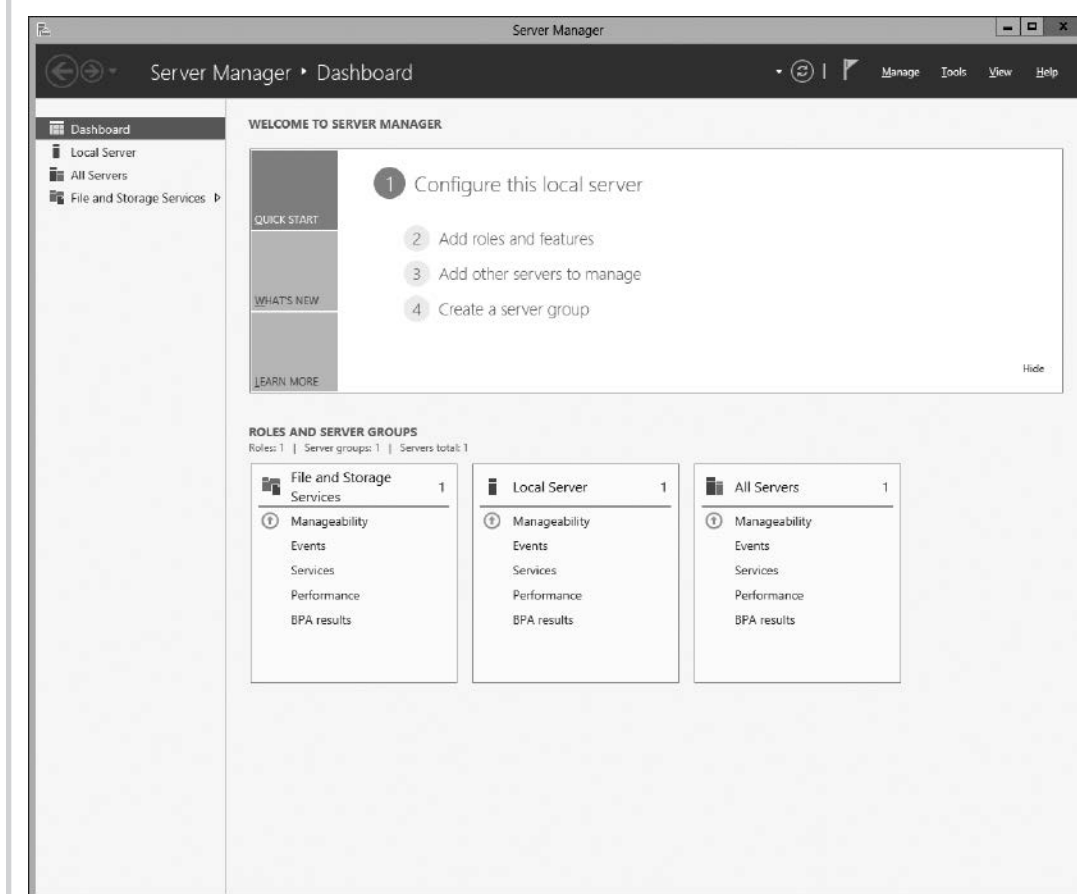 Server Manager
Server Manager • Dashboard
Manage Tools View Help
Dashboard
Local Server
All Servers
File and Storage Services
WELCOME TO SERVER MANAGER
QUICK START
WHAT'S NEW
LEARN MORE
1 Configure this local server
2 Add roles and features
3 Add other servers to manage
4 Create a server group
Hide
ROLES AND SERVER GROUPS
Roles: 1 | Server groups: 1 | Servers total: 1
File and Storage
Services 1
Manageability
Events
Services
Performance
BPA results
Local Server 1
Manageability
Events
Services
Performance
BPA results
All Servers 1
Manageability
Events
Services
Performance
BPA results